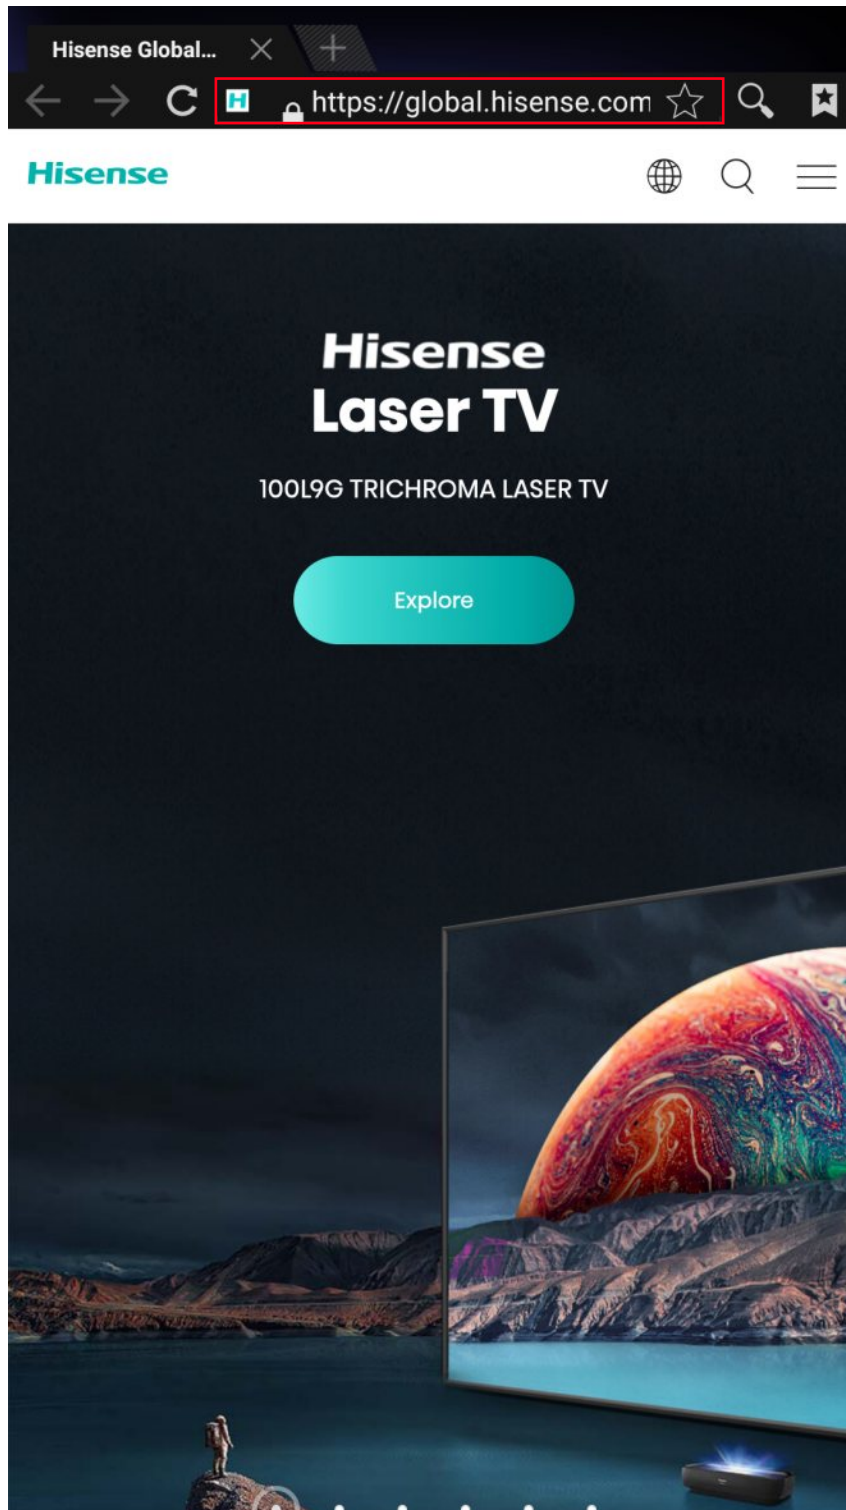 Hisense Global...
https://global.hisense.com
Hisense
Hisense
Laser TV
100L9G TRICHROMA LASER TV
Explore